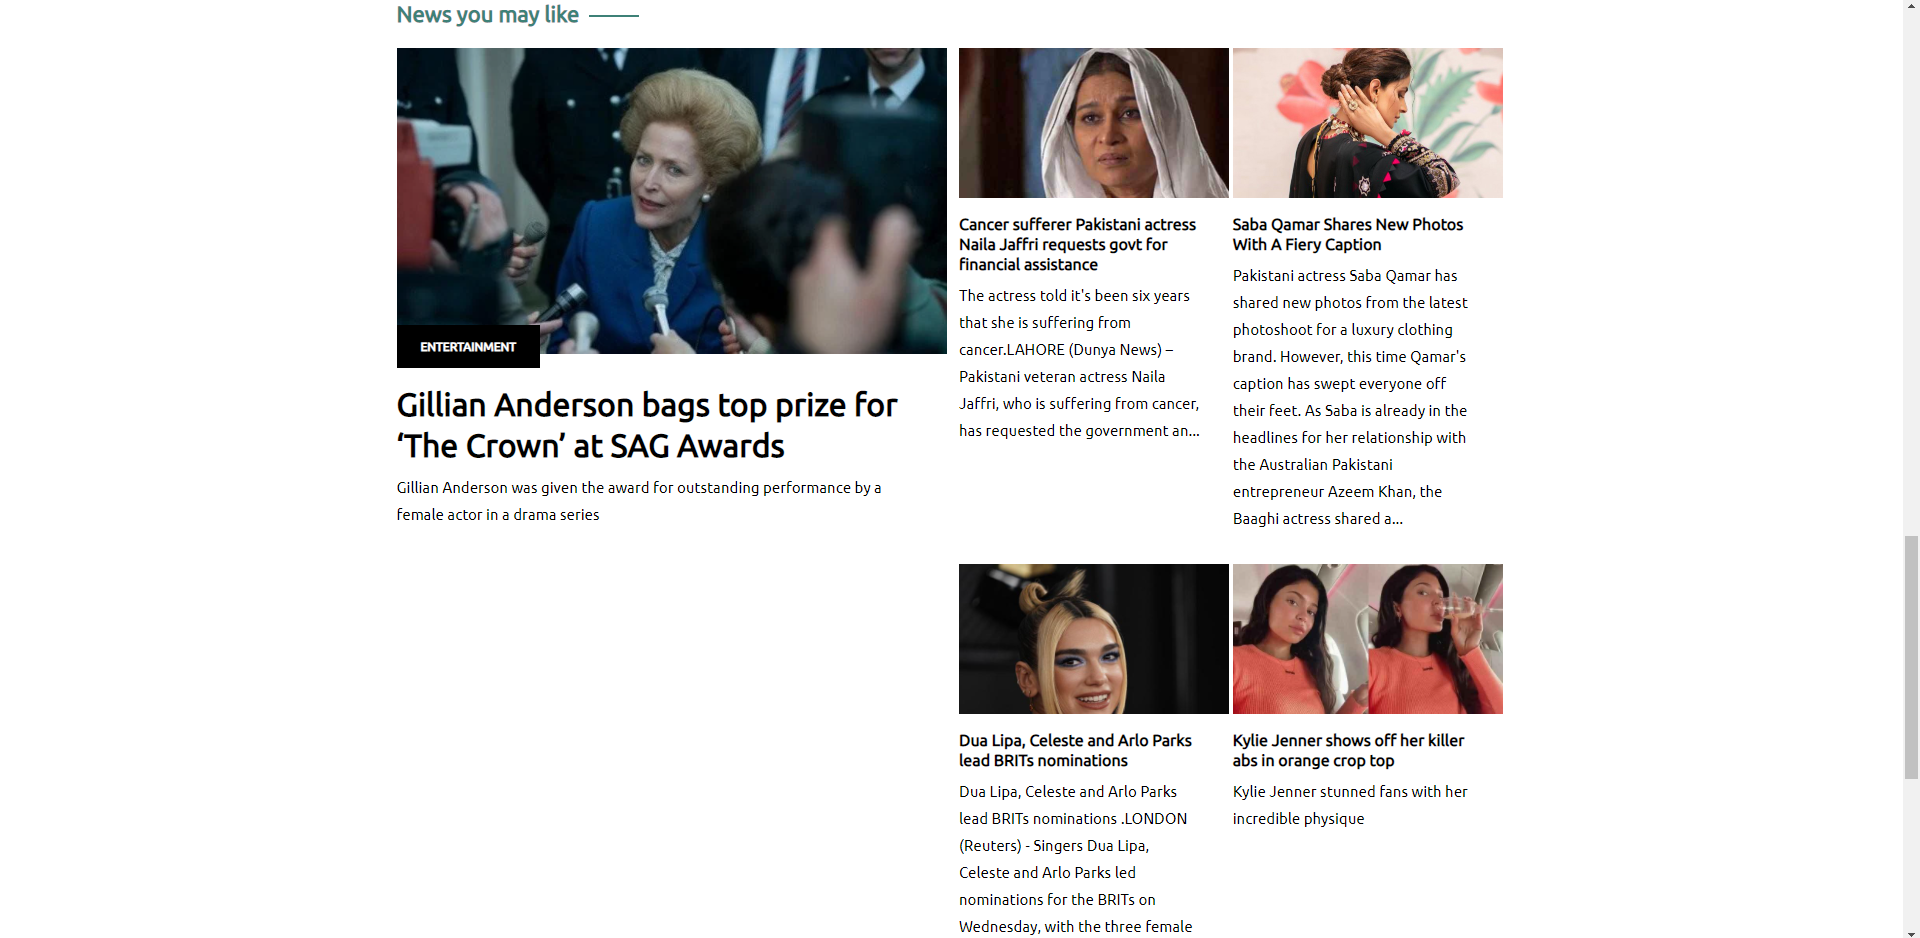 News you may like
ENTERTAINMENT
Gillian Anderson bags top prize for
‘The Crown’ at SAG Awards
Gillian Anderson was given the award for outstanding performance by a
female actor in a drama series
Cancer sufferer Pakistani actress
Naila Jaffri requests govt for
financial assistance
The actress told it's been six years
that she is suffering from
cancer.LAHORE (Dunya News) –
Pakistani veteran actress Naila
Jaffri, who is suffering from cancer,
has requested the government an...
Saba Qamar Shares New Photos
With A Fiery Caption
Pakistani actress Saba Qamar has
shared new photos from the latest
photoshoot for a luxury clothing
brand. However, this time Qamar's
caption has swept everyone off
their feet. As Saba is already in the
headlines for her relationship with
the Australian Pakistani
entrepreneur Azeem Khan, the
Baaghi actress shared a...
Dua Lipa, Celeste and Arlo Parks
lead BRITs nominations
Dua Lipa, Celeste and Arlo Parks
lead BRITs nominations .LONDON
(Reuters) - Singers Dua Lipa,
Celeste and Arlo Parks led
nominations for the BRITs on
Wednesday, with the three female
Kylie Jenner shows off her killer
abs in orange crop top
Kylie Jenner stunned fans with her
incredible physique